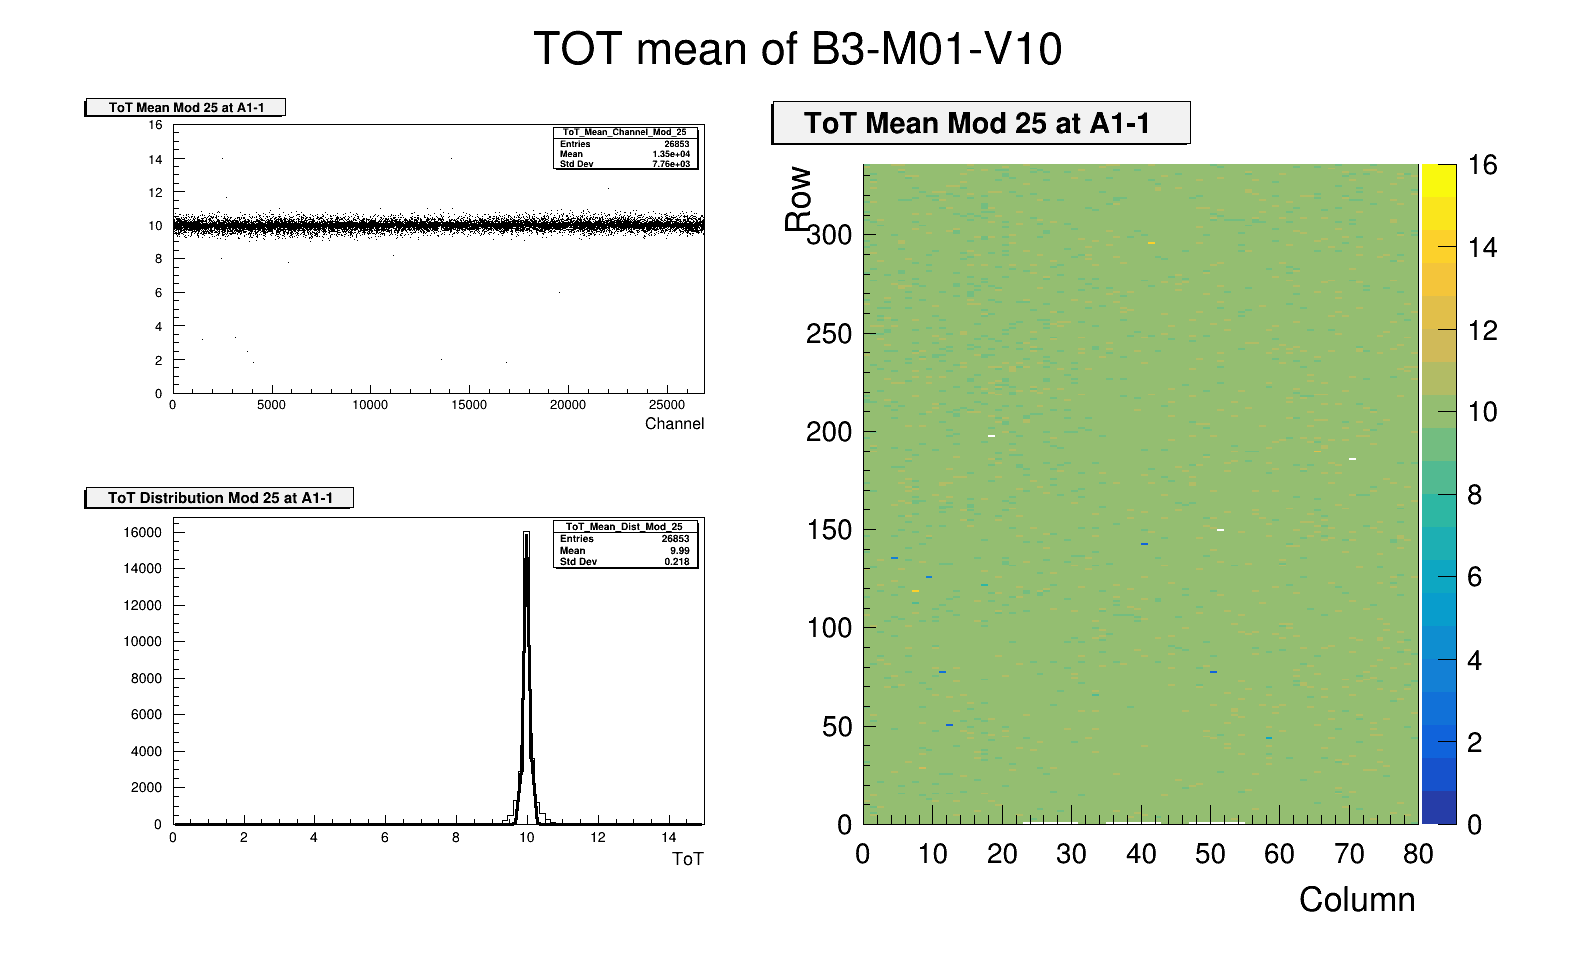 TOT mean of B3-M01-V10
ToT Mean Mod 25 at A1-1
ToT_Mean_Channel_Mod_25
Entries 26853
Mean 1.35e+04
Std Dev 7.76e+03
16
14
12
10
8
6
4
2
0
0 5000 10000 15000 20000 25000
Channel
ToT Distribution Mod 25 at A1-1
ToT_Mean_Dist_Mod_25
Entries 26853
Mean 9.99
Std Dev 0.218
16000
14000
12000
10000
8000
6000
4000
2000
0
0 2 4 6 8 10 12 14
ToT
ToT Mean Mod 25 at A1-1
Row
300
250
200
150
100
50
0
0 10 20 30 40 50 60 70 80
Column
16
14
12
10
8
6
4
2
0